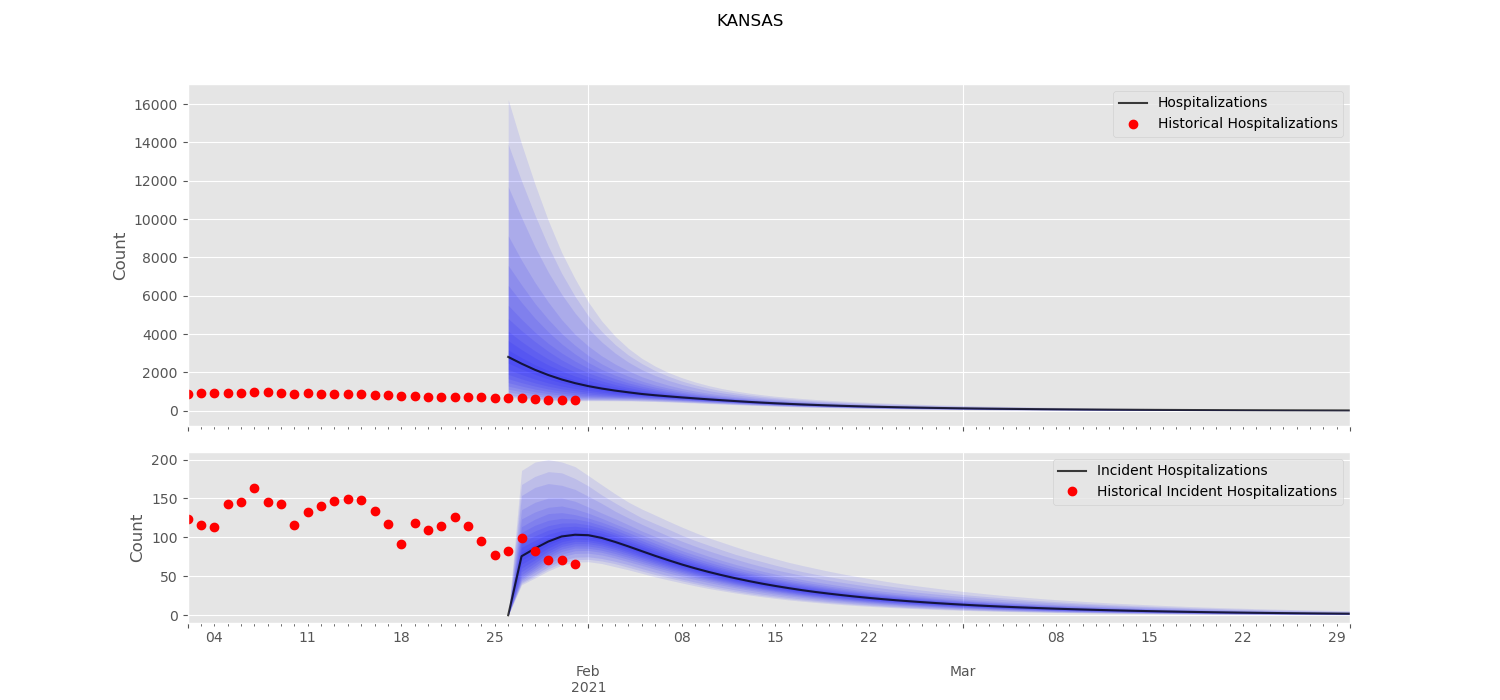 KANSAS
16000
14000
12000
10000
8000
6000
4000
2000
0
Count
Hospitalizations
Historical Hospitalizations
200
150
100
50
0
Count
Incident Hospitalizations
Historical Incident Hospitalizations
04 11 18 25 08 15 22 08 15 22 29
Feb Mar
2021